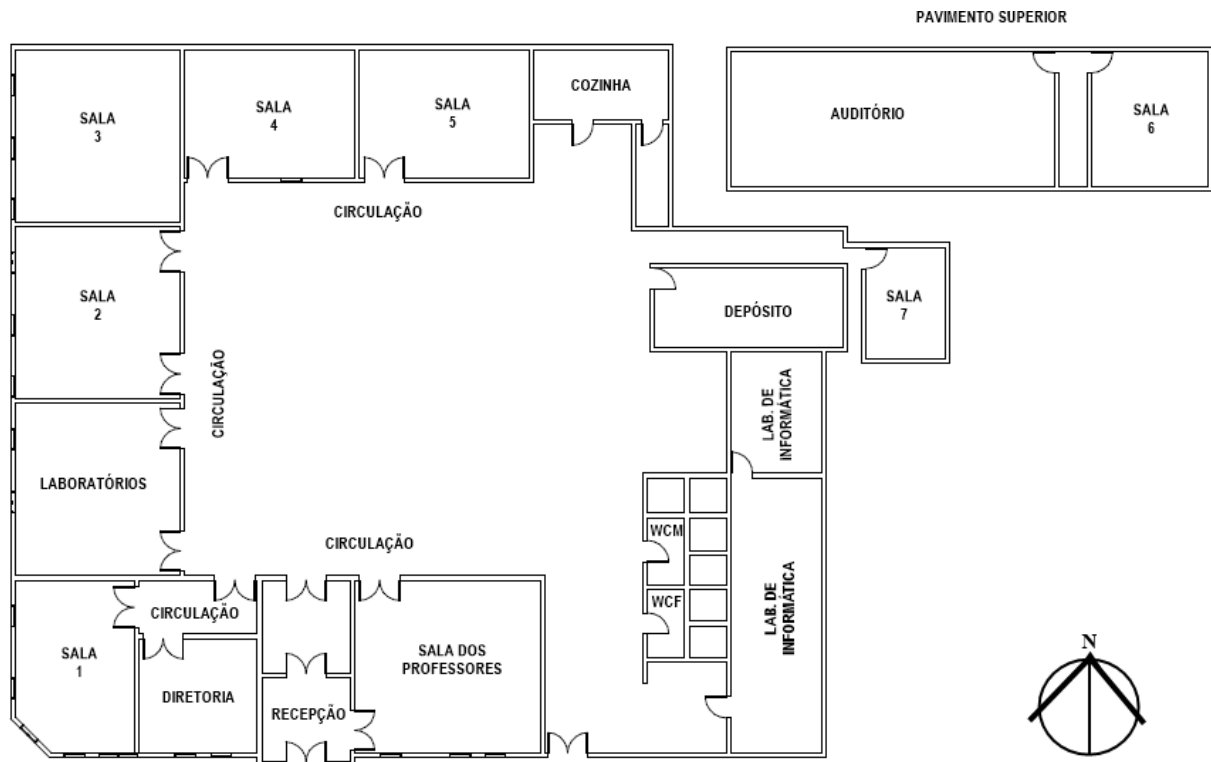 PAVIMENTO SUPERIOR
SALA
3
SALA
4
SALA
5
COZINHA
AUDITÓRIO
SALA
6
CIRCULAÇÃO
SALA
2
DEPÓSITO
SALA
7
CIRCULAÇÃO
LAB. DE
INFORMÁTICA
LABORATÓRIOS
CIRCULAÇÃO
WCM
WCF
LAB. DE
INFORMÁTICA
CIRCULAÇÃO
SALA
1
DIRETORIA
RECEPÇÃO
SALA DOS
PROFESSORES
N